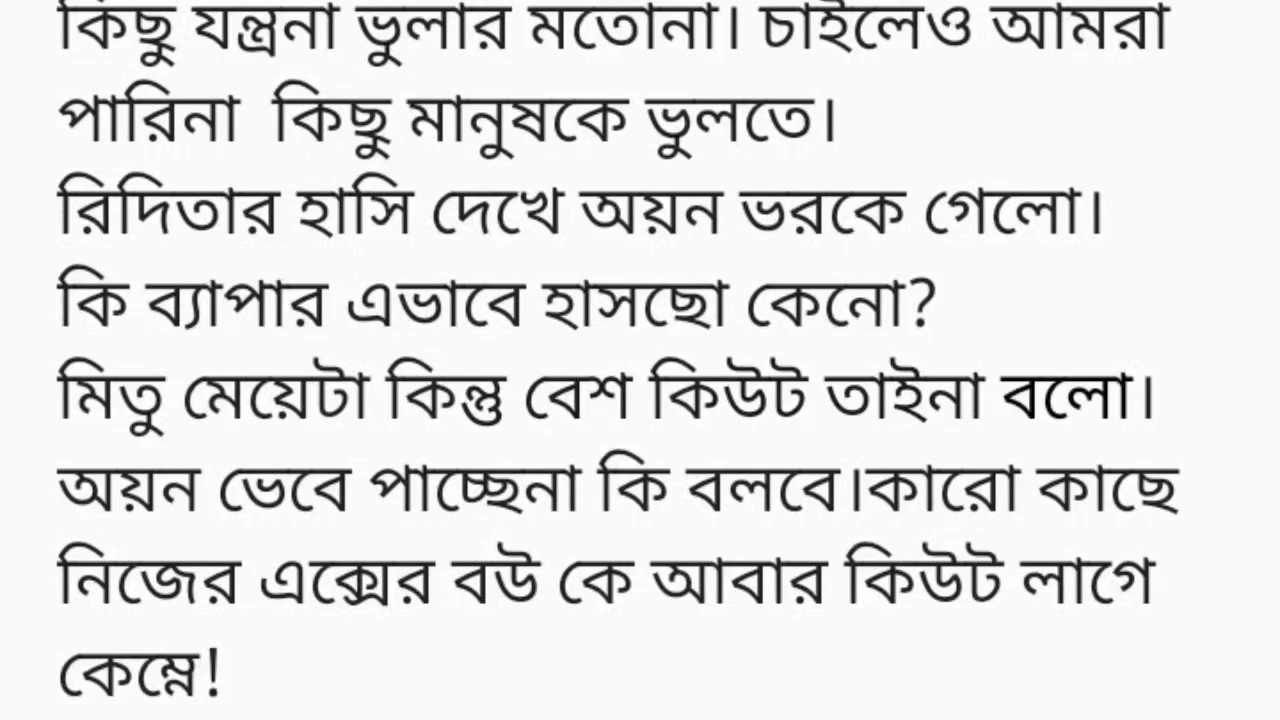 কিছু যন্ত্রনা ভুলার মতোনা। চাইলেও আমরা
পারিনা কিছু মানুষকে ভুলতে।
রিদিতার হাসি দেখে অয়ন ভরকে গেলো।
কি ব্যাপার এভাবে হাসছো কেনো?
মিতু মেয়েটা কিন্তু বেশ কিউট তাইনা বলো।
অয়ন ভেবে পাচ্ছেনা কি বলবে।কারো কাছে
নিজের এক্সের বউ কে আবার কিউট লাগে
কেম্নে!